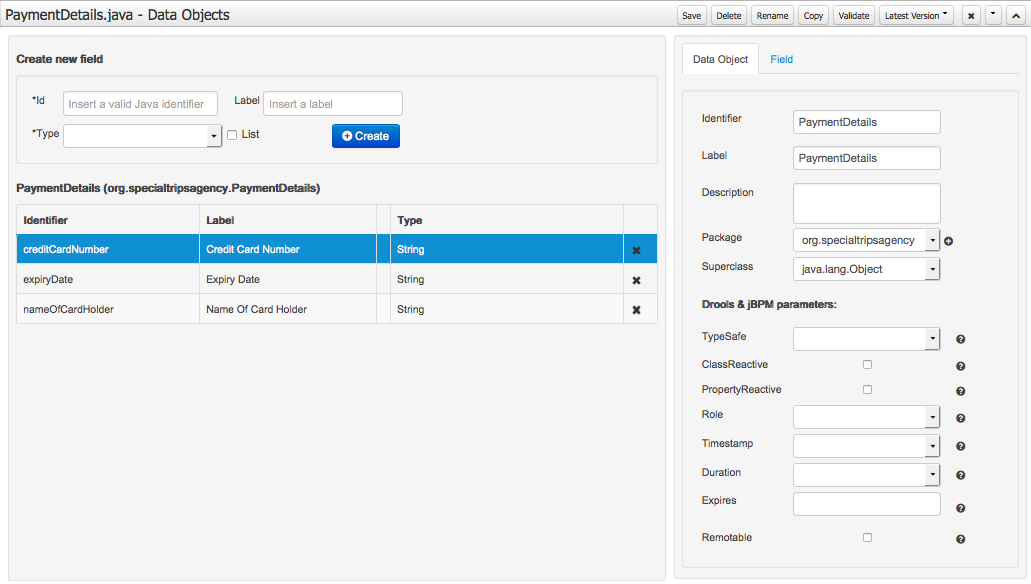 PaymentDetails.java - Data Objects
Save Delete Rename Copy Validate Latest Version
Create new field
*Id Insert a valid Java identifier Label Insert a label
*Type List Create
PaymentDetails (org.specialtripsagency.PaymentDetails)
Identifier Label Type
creditCardNumber Credit Card Number String
expiryDate Expiry Date String
nameOfCardHolder Name Of Card Holder String
Data Object Field
Identifier PaymentDetails
Label PaymentDetails
Description
Package org.specialtripsagency
Superclass java.lang.Object
Drools & jBPM parameters:
TypeSafe
ClassReactive
PropertyReactive
Role
Timestamp
Duration
Expires
Remotable